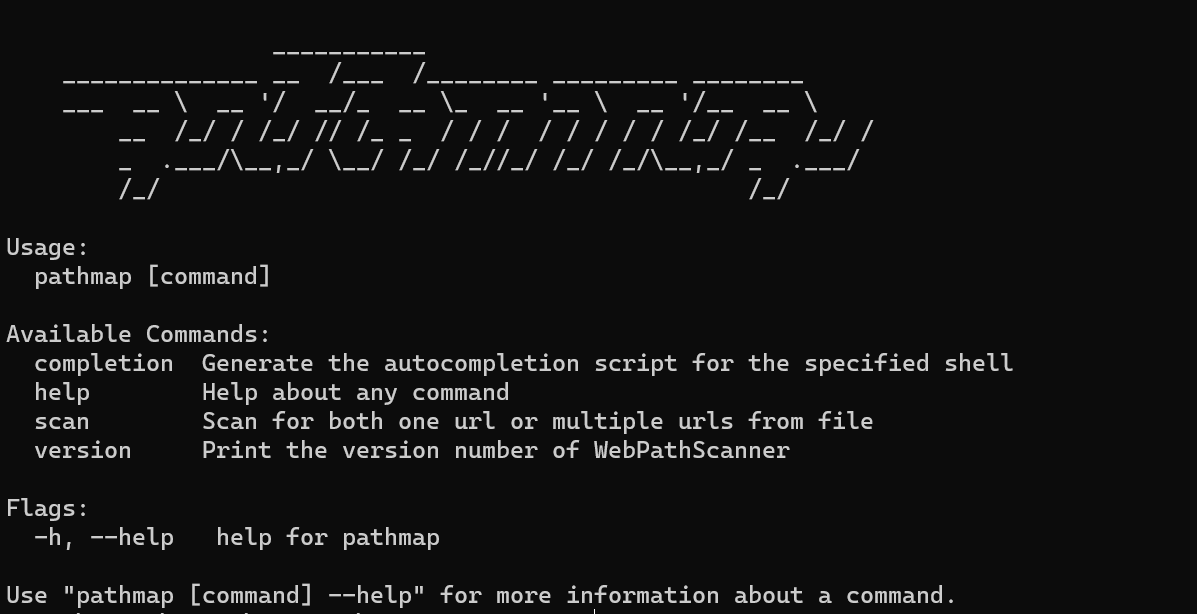 pathmap
Usage:
pathmap [command]
Available Commands:
completion Generate the autocompletion script for the specified shell
help Help about any command
scan Scan for both one url or multiple urls from file
version Print the version number of WebPathScanner
Flags:
-h, --help help for pathmap
Use "pathmap [command] --help" for more information about a command.